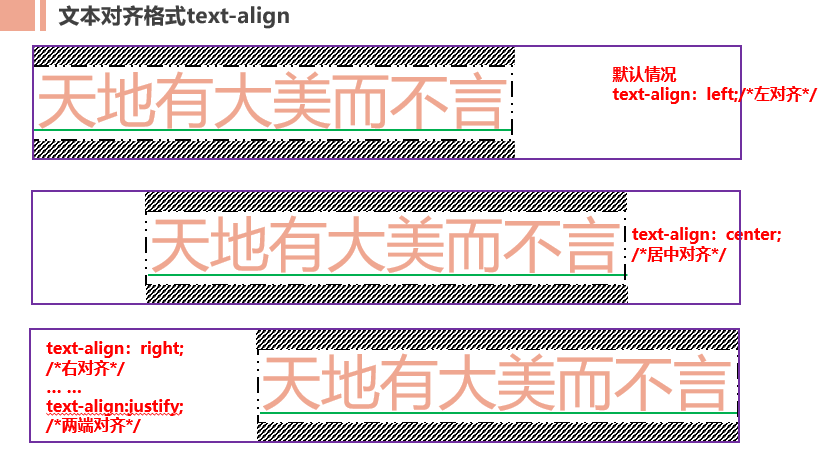 文本对齐格式text-align
天地有大美而不言
默认情况
text-align：left;/*左对齐*/
天地有大美而不言
text-align：center;
/*居中对齐*/
text-align：right;
/*右对齐*/
... ...
text-align:justify;
/*两端对齐*/
天地有大美而不言